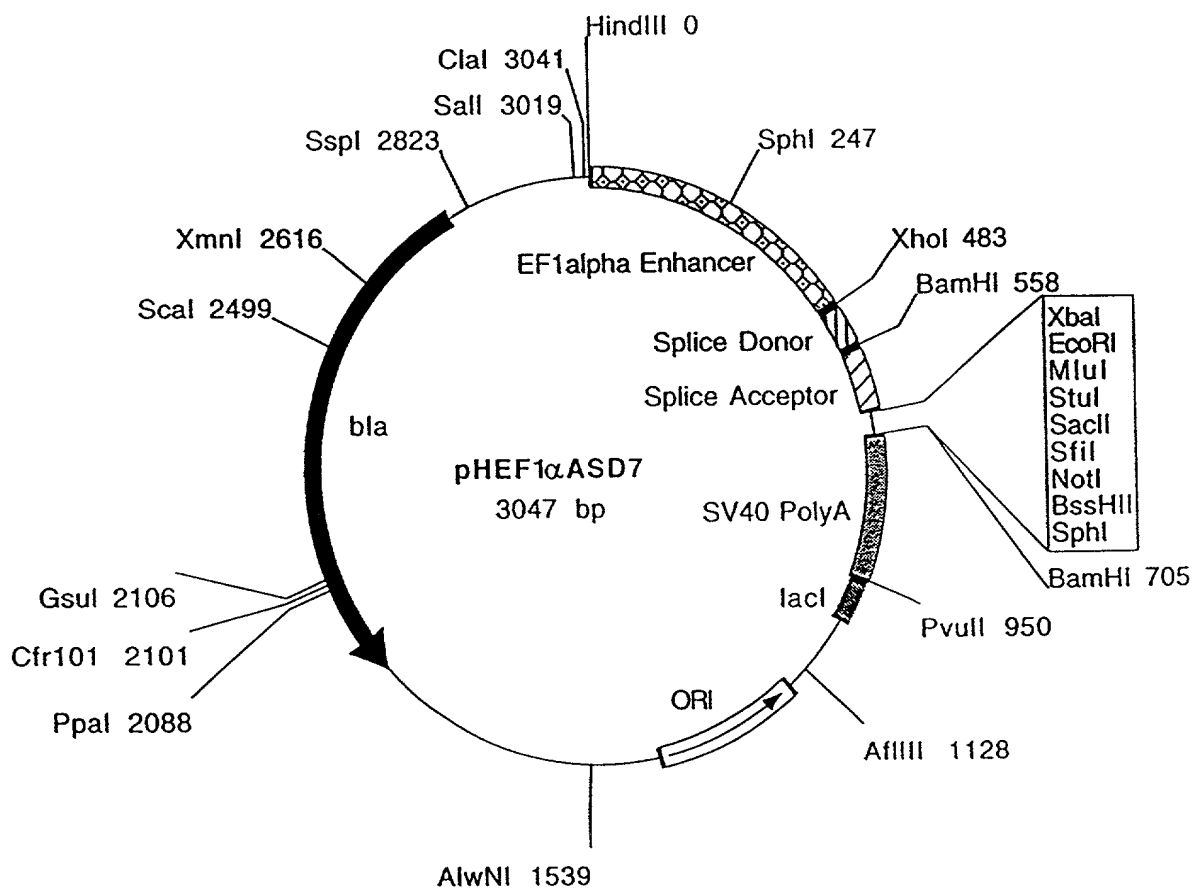 HindIII 0
ClaI 3041
SalI 3019
SspI 2823
SphI 247
XmnI 2616
XhoI 483
EF1alpha Enhancer
BamHI 558
ScaI 2499
Splice Donor
XbaI
EcoRI
MluI
StuI
SacII
SfiI
NotI
BssHII
SphI
Splice Acceptor
bla
pHEF1αASD7
3047 bp
SV40 PolyA
BamHI 705
lacI
GsuI 2106
PvuII 950
Cfr101 2101
ORI
PpaI 2088
AflIII 1128
AlwNI 1539